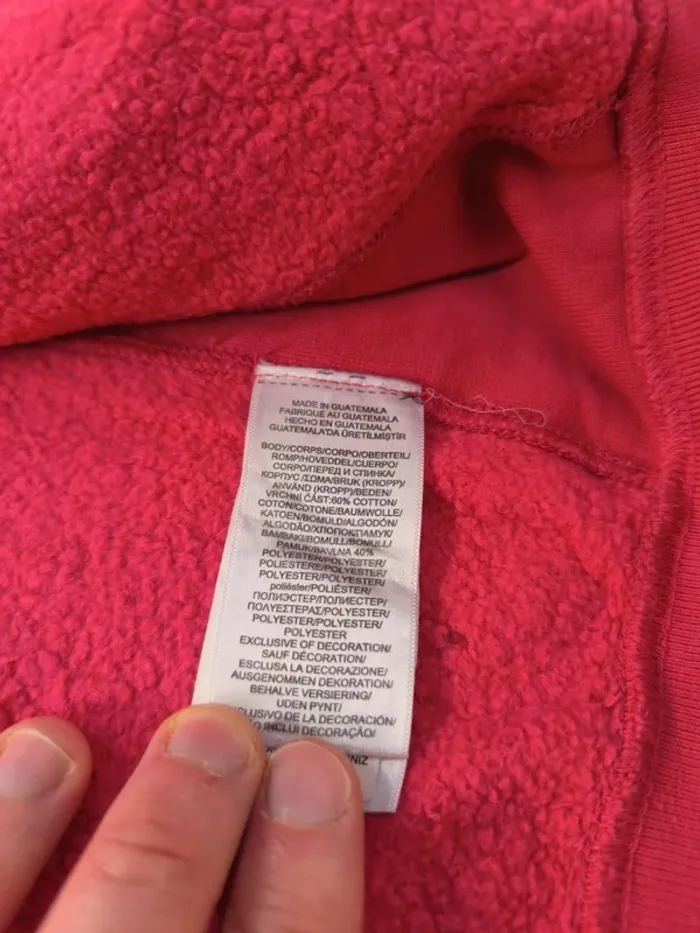 MADE IN GUATEMALA
FABRIQUÉ AU GUATEMALA
HECHO EN GUATEMALA
GUATEMALA'DA ÜRETİLMİŞTİR
BODY/CORPS/CORPO/OBERTEIL/
ROMP/HOVEDDEL/CUERPO/
CORPO/ПЕРЕД И СПИНКА/
КОРПУС /ΣΩΜΑ/BRUK (KROPP)/
ANVÄND (KROPP)/BEDEN/
VRCHNÍ ČÁST:60% COTTON/
COTON/COTONE/BAUMWOLLE/
KATOEN/BOMULD/ALGODÓN/
ALGODÃO/ХЛОПОК/ПАМУК/
ΒΑΜΒΑΚΙ/BOMULL/BOMULL/
PAMUK/BAVLNA 40%
POLYESTER/POLYESTER/
POLIESTERE/POLYESTER/
POLYESTER/POLYESTER/
poliéster/POLIÉSTER/
ПОЛИЭСТЕР/ПОЛИЕСТЕР/
ΠΟΛΥΕΣΤΕΡΑΣ/POLYESTER/
POLYESTER/POLYESTER/
POLYESTER
EXCLUSIVE OF DECORATION/
SAUF DÉCORATION/
ESCLUSA LA DECORAZIONE/
AUSGENOMMEN DEKORATION/
BEHALVE VERSIERING/
UDEN PYNT/
DE LA DECORACIÓN/
INCLUI DECORAÇÃO/